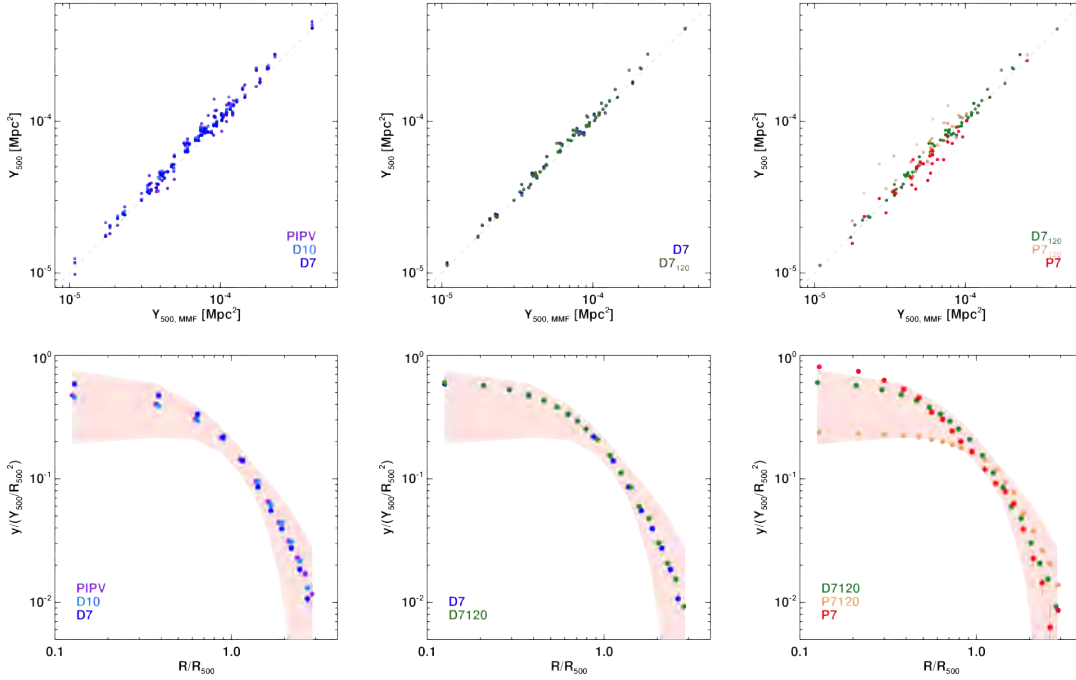 10⁻⁴
10⁻⁵
Y₅₀₀ [Mpc²]
PIPV
D10
D7
10⁻⁵
10⁻⁴
Y₅₀₀, MMF [Mpc²]
10⁻⁴
10⁻⁵
Y₅₀₀ [Mpc²]
D7
D7₁₂₀
10⁻⁵
10⁻⁴
Y₅₀₀, MMF [Mpc²]
10⁻⁴
10⁻⁵
Y₅₀₀ [Mpc²]
D7₁₂₀
P7₁₂₀
P7
10⁻⁵
10⁻⁴
Y₅₀₀, MMF [Mpc²]
10⁰
10⁻¹
10⁻²
y/(Y₅₀₀/R₅₀₀²)
PIPV
D10
D7
0.1
1.0
R/R₅₀₀
10⁰
10⁻¹
10⁻²
y/(Y₅₀₀/R₅₀₀²)
D7
D7120
0.1
1.0
R/R₅₀₀
10⁰
10⁻¹
10⁻²
y/(Y₅₀₀/R₅₀₀²)
D7120
P7120
P7
0.1
1.0
R/R₅₀₀